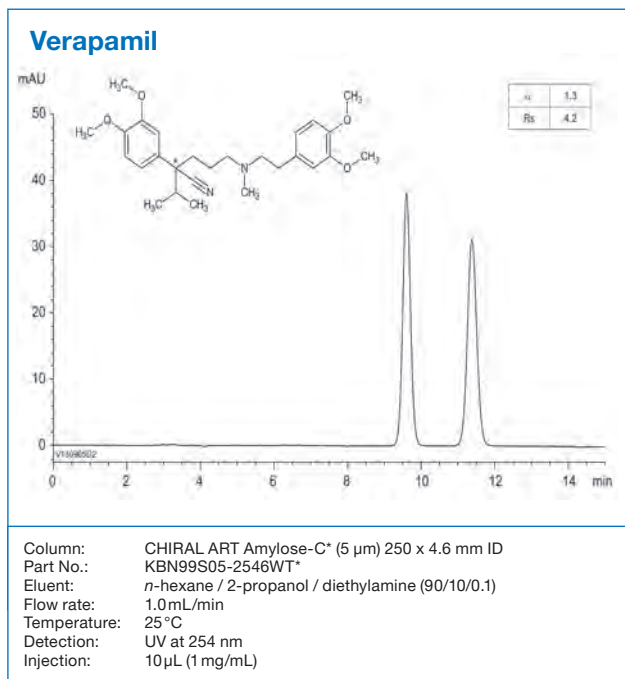 Verapamil
mAU
50
40
30
20
10
0
H₃C
O
H₃C
O
*
N
CH₃
N
H₃C
CH₃
CH₃
O
O
CH₃
α 1.3
Rs 4.2
0 2 4 6 8 10 12 14 min
Column: CHIRAL ART Amylose-C* (5 µm) 250 x 4.6 mm ID
Part No.: KBN99S05-2546WT*
Eluent: n-hexane / 2-propanol / diethylamine (90/10/0.1)
Flow rate: 1.0 mL/min
Temperature: 25 °C
Detection: UV at 254 nm
Injection: 10 µL (1 mg/mL)